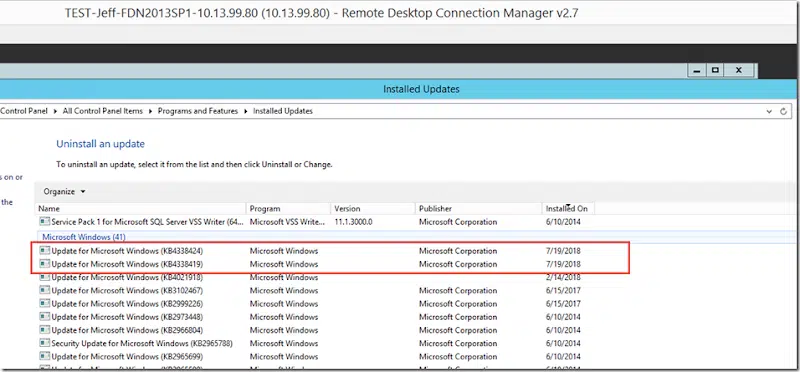 TEST-Jeff-FDN2013SP1-10.13.99.80 (10.13.99.80) - Remote Desktop Connection Manager v2.7
Installed Updates
Control Panel ▸ All Control Panel Items ▸ Programs and Features ▸ Installed Updates
Uninstall an update
s on or
To uninstall an update, select it from the list and then click Uninstall or Change.
the
Organize
Name Program Version Publisher Installed On
Service Pack 1 for Microsoft SQL Server VSS Writer (64... Microsoft VSS Write... 11.1.3000.0 Microsoft Corporation 6/10/2014
Microsoft Windows (41)
Update for Microsoft Windows (KB4338424) Microsoft Windows Microsoft Corporation 7/19/2018
Update for Microsoft Windows (KB4338419) Microsoft Windows Microsoft Corporation 7/19/2018
Update for Microsoft Windows (KB4021918) Microsoft Windows 2/14/2018
Update for Microsoft Windows (KB3102467) Microsoft Windows Microsoft Corporation 6/15/2017
Update for Microsoft Windows (KB2999226) Microsoft Windows Microsoft Corporation 6/15/2017
Update for Microsoft Windows (KB2973448) Microsoft Windows Microsoft Corporation 6/10/2014
Update for Microsoft Windows (KB2966804) Microsoft Windows Microsoft Corporation 6/10/2014
Security Update for Microsoft Windows (KB2965788) Microsoft Windows Microsoft Corporation 6/10/2014
Update for Microsoft Windows (KB2965699) Microsoft Windows Microsoft Corporation 6/10/2014
Microsoft Windows Microsoft Corporation 6/10/2014